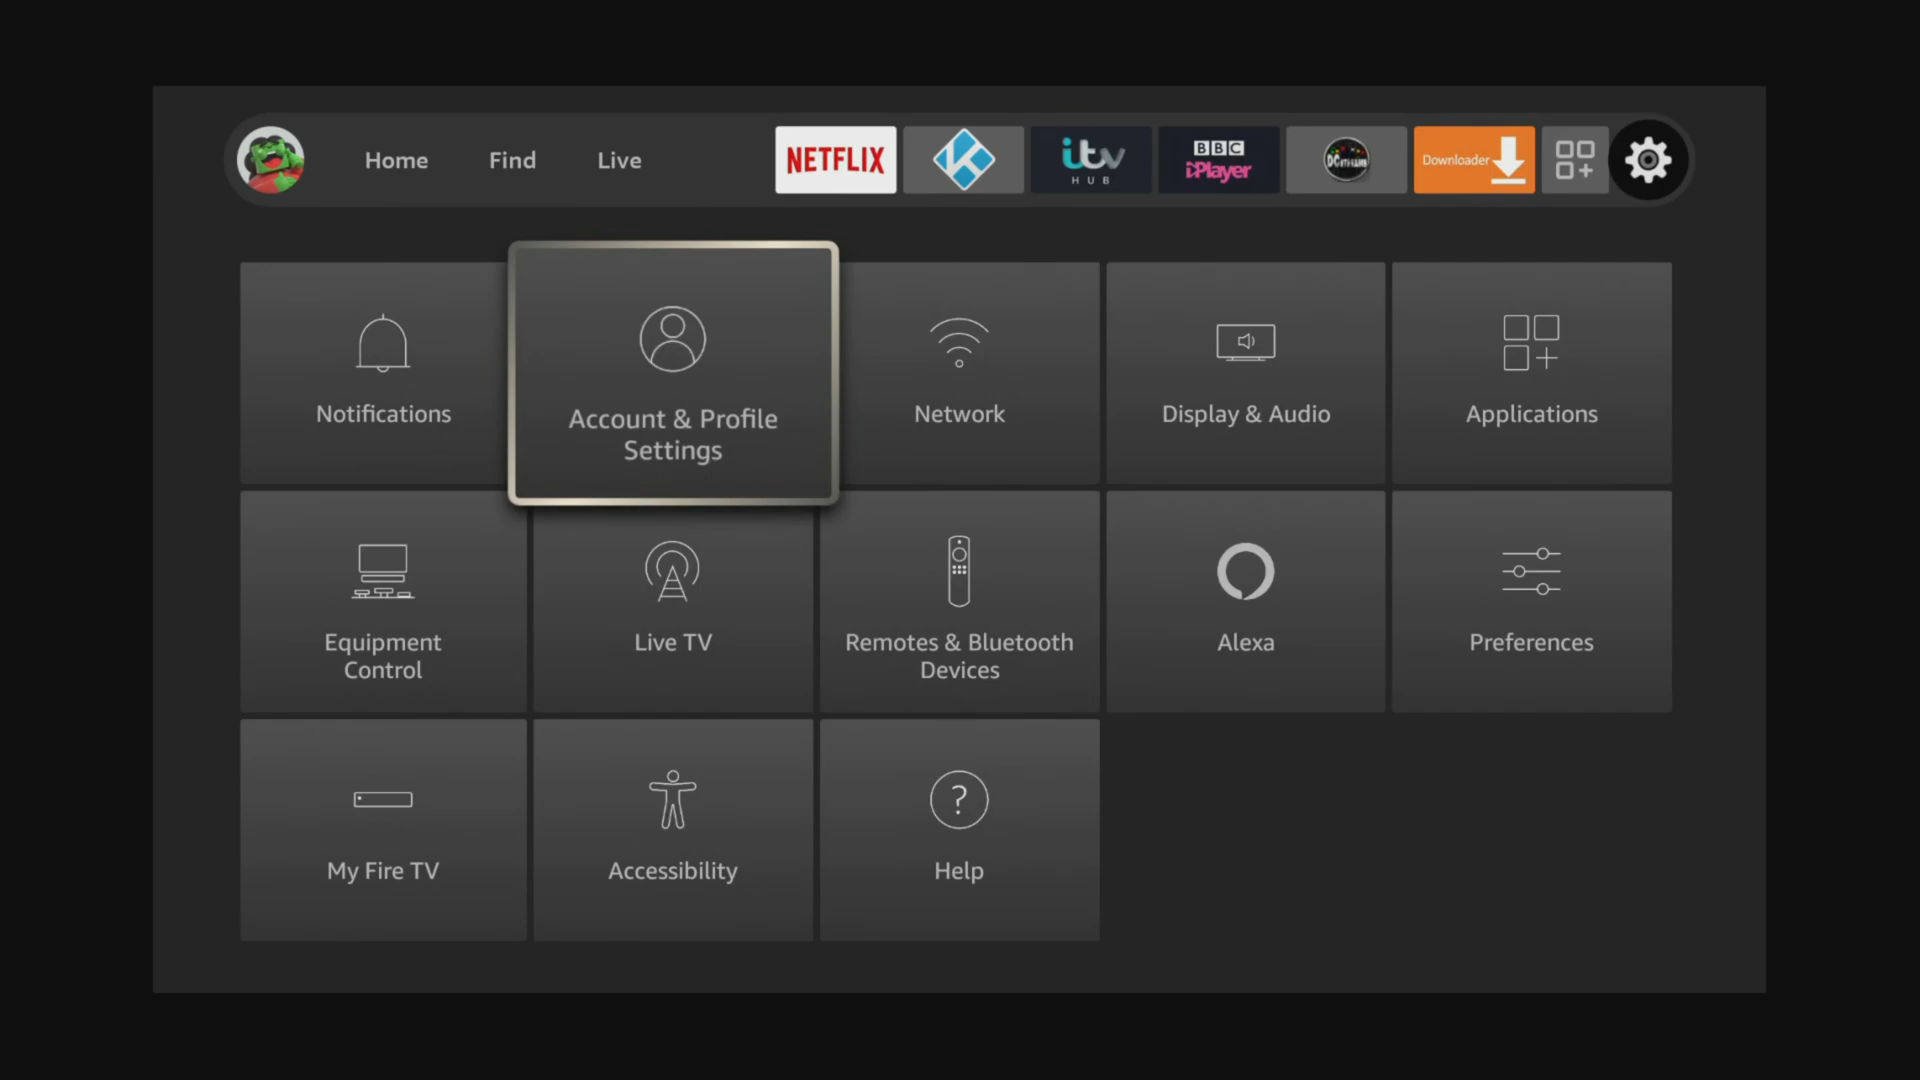 Home
Find
Live
NETFLIX
itv
HUB
BBC
iPlayer
Downloader
Notifications
Account & Profile
Settings
Network
Display & Audio
Applications
Equipment
Control
Live TV
Remotes & Bluetooth
Devices
Alexa
Preferences
My Fire TV
Accessibility
?
Help